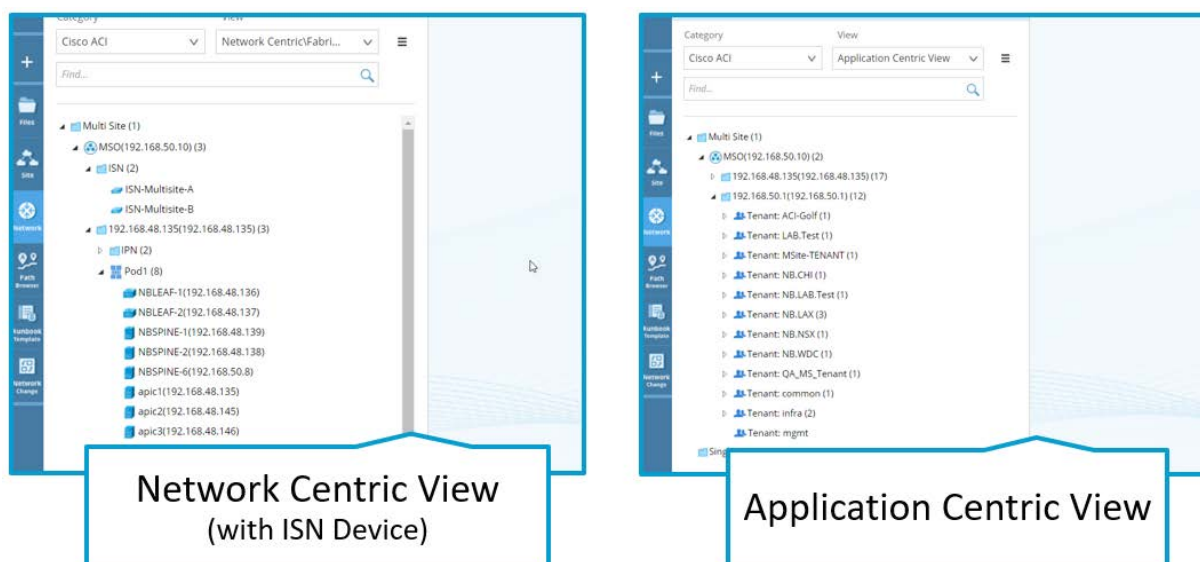 Category View
Cisco ACI Network Centric\Fabri...
Find...
Files
Site
Network
Path
Browser
Runbook
Template
Network
Change
Multi Site (1)
MSO(192.168.50.10) (3)
ISN (2)
ISN-Multisite-A
ISN-Multisite-B
192.168.48.135(192.168.48.135) (3)
IPN (2)
Pod1 (8)
NBLEAF-1(192.168.48.136)
NBLEAF-2(192.168.48.137)
NBSPINE-1(192.168.48.139)
NBSPINE-2(192.168.48.138)
NBSPINE-6(192.168.50.8)
apic1(192.168.48.135)
apic2(192.168.48.145)
apic3(192.168.48.146)
Network Centric View
(with ISN Device)
Category View
Cisco ACI Application Centric View
Find...
Files
Site
Network
Path
Browser
Runbook
Template
Network
Change
Multi Site (1)
MSO(192.168.50.10) (2)
192.168.48.135(192.168.48.135) (17)
192.168.50.1(192.168.50.1) (12)
Tenant: ACI-Golf (1)
Tenant: LAB.Test (1)
Tenant: MSite-TENANT (1)
Tenant: NB.CHI (1)
Tenant: NB.LAB.Test (1)
Tenant: NB.LAX (3)
Tenant: NB.NSX (1)
Tenant: NB.WDC (1)
Tenant: QA_MS_Tenant (1)
Tenant: common (1)
Tenant: infra (2)
Tenant: mgmt
Sing
Application Centric View